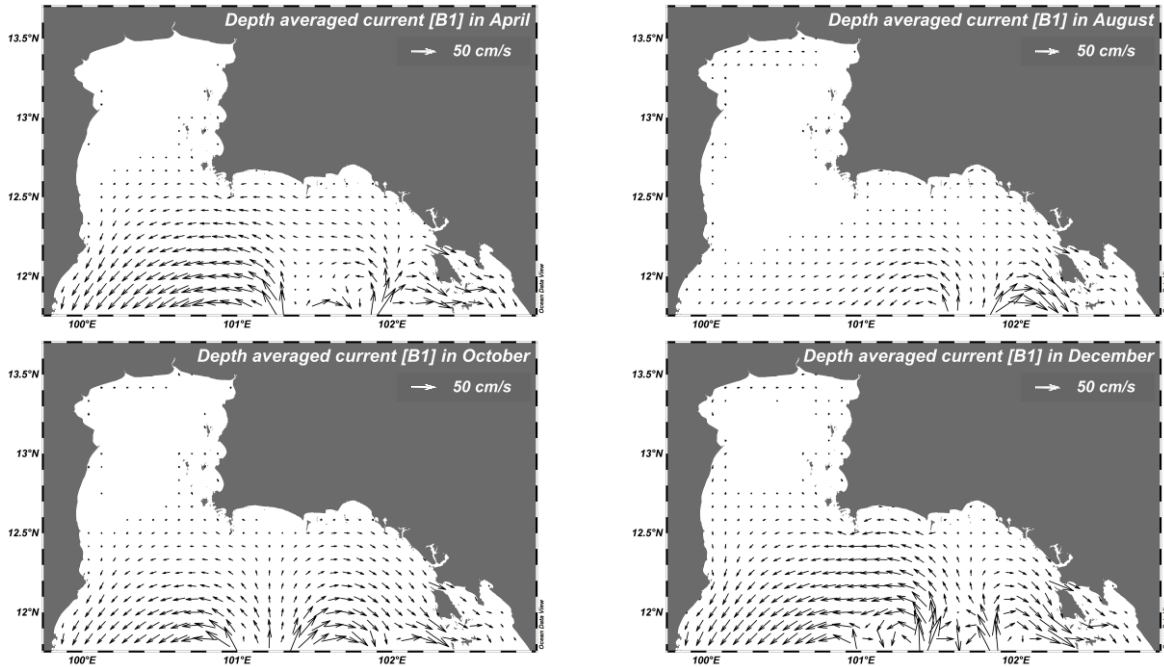 Depth averaged current [B1] in April
50 cm/s
13.5°N
13°N
12.5°N
12°N
100°E
101°E
102°E
Ocean Data View
Depth averaged current [B1] in August
50 cm/s
13.5°N
13°N
12.5°N
12°N
100°E
101°E
102°E
Depth averaged current [B1] in October
50 cm/s
13.5°N
13°N
12.5°N
12°N
100°E
101°E
102°E
Ocean Data View
Depth averaged current [B1] in December
50 cm/s
13.5°N
13°N
12.5°N
12°N
100°E
101°E
102°E